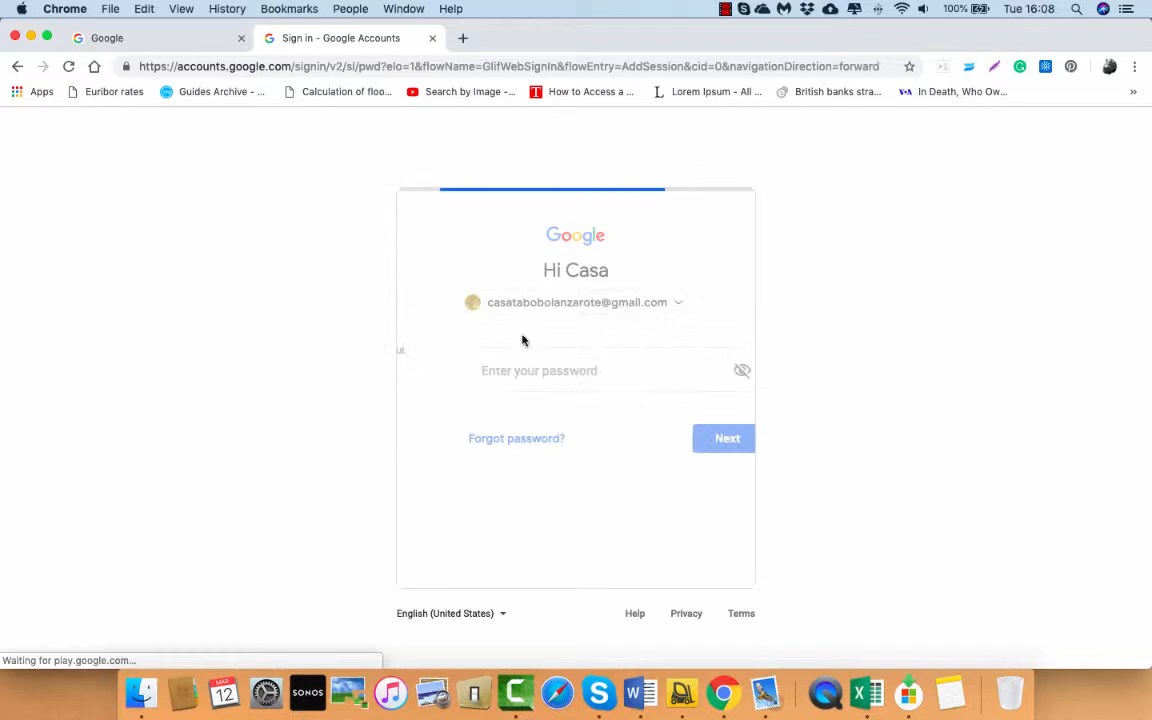 Chrome File Edit View History Bookmarks People Window Help 100% Tue 16:08
Google Sign in - Google Accounts
https://accounts.google.com/signin/v2/sl/pwd?elo=1&flowName=GlifWebSignIn&flowEntry=AddSession&cid=0&navigationDirection=forward
Apps Euribor rates Guides Archive - ... Calculation of floo... Search by Image -... How to Access a ... Lorem Ipsum - All ... British banks stra... VOA In Death, Who Ow... »
Google
Hi Casa
casatabobolanzarote@gmail.com
ut.
Enter your password
Forgot password? Next
English (United States) Help Privacy Terms
Waiting for play.google.com...
MAR
12
SONOS